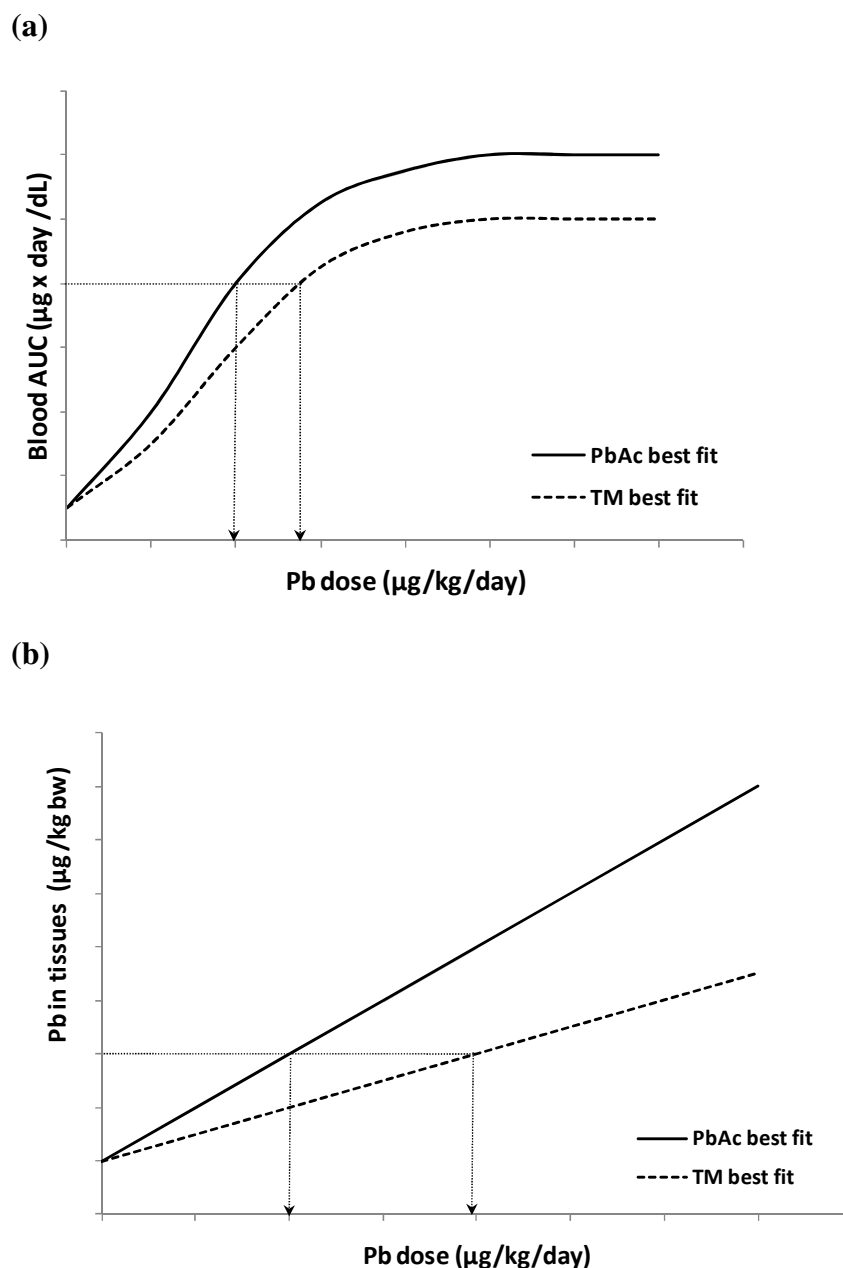 (a)
Blood AUC (µg x day /dL)
PbAc best fit
TM best fit
Pb dose (µg/kg/day)
(b)
Pb in tissues (µg /kg bw)
PbAc best fit
TM best fit
Pb dose (µg/kg/day)